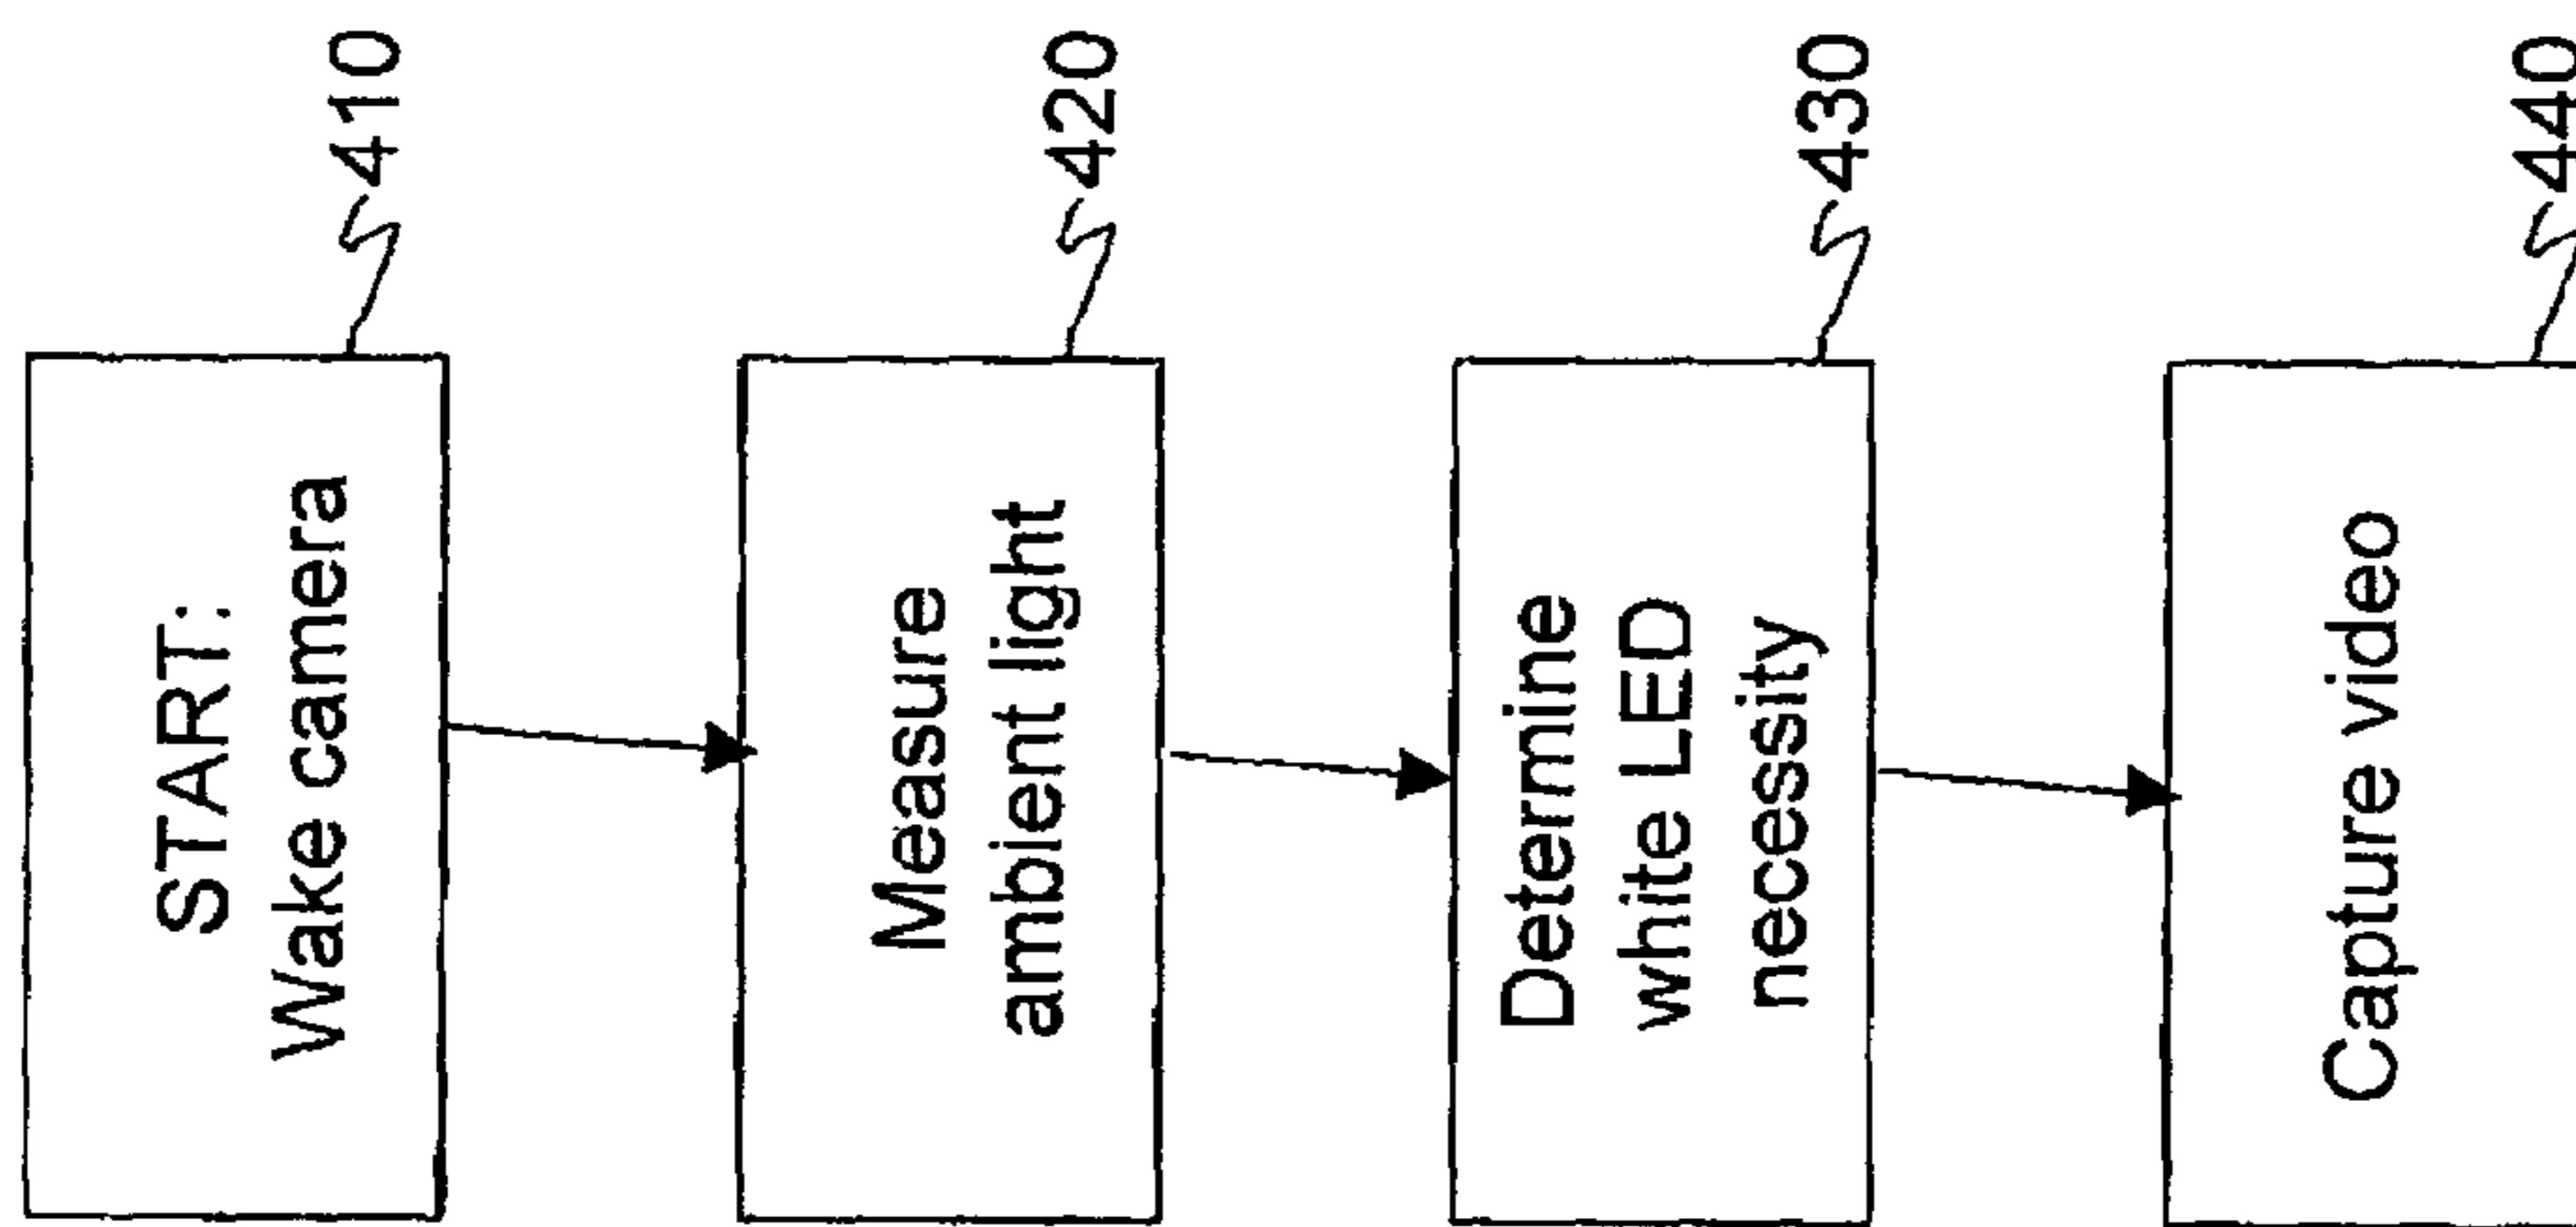 START:
Wake camera
410
Measure
ambient light
420
Determine
white LED
necessity
430
Capture video
440